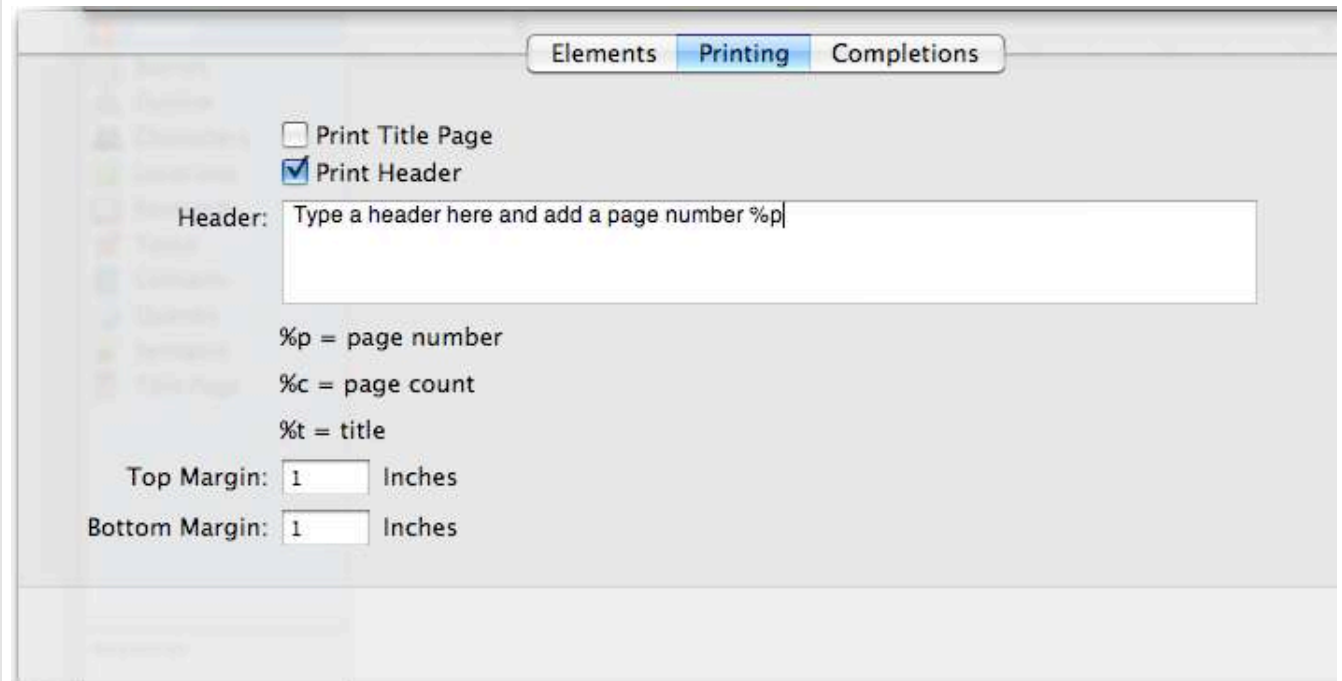 Elements Printing Completions
Print Title Page
Print Header
Header: Type a header here and add a page number %p
%p = page number
%c = page count
%t = title
Top Margin: 1 Inches
Bottom Margin: 1 Inches